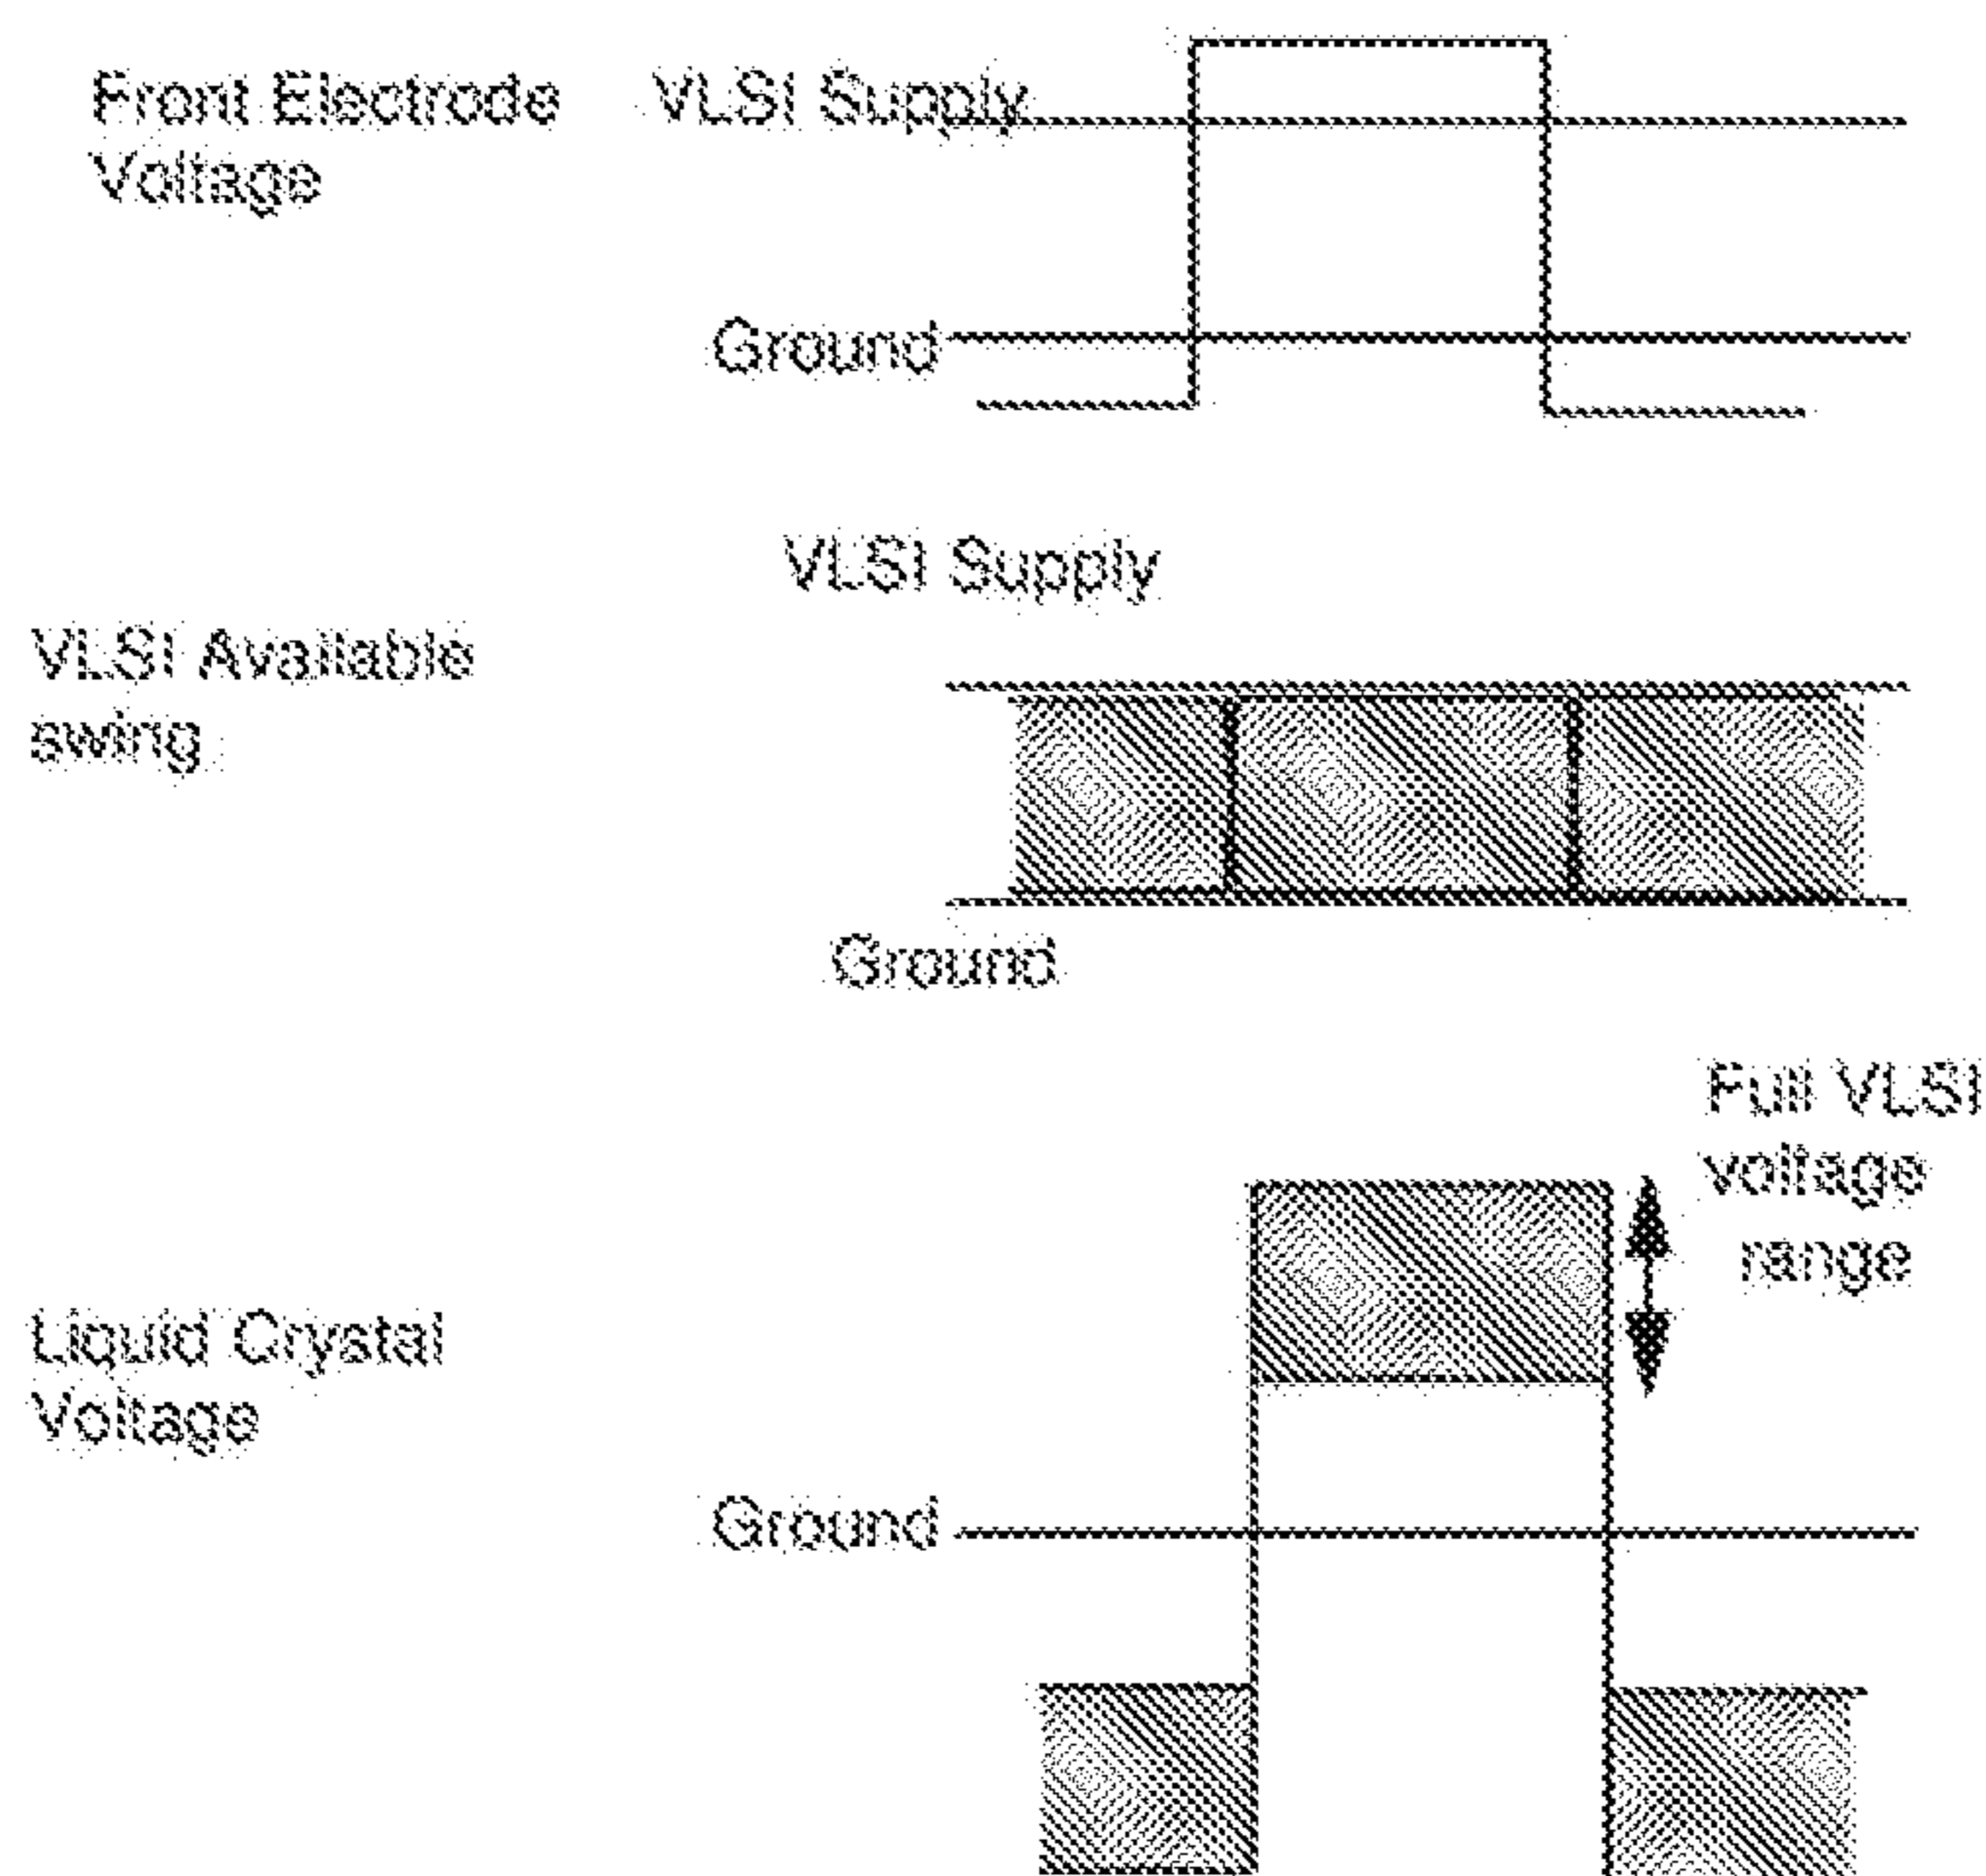 Front Electrode
Voltage
VLSI Supply
Ground
VLSI Supply
VLSI Available
swing
Ground
Full VLSI
voltage
range
Liquid Crystal
Voltage
Ground